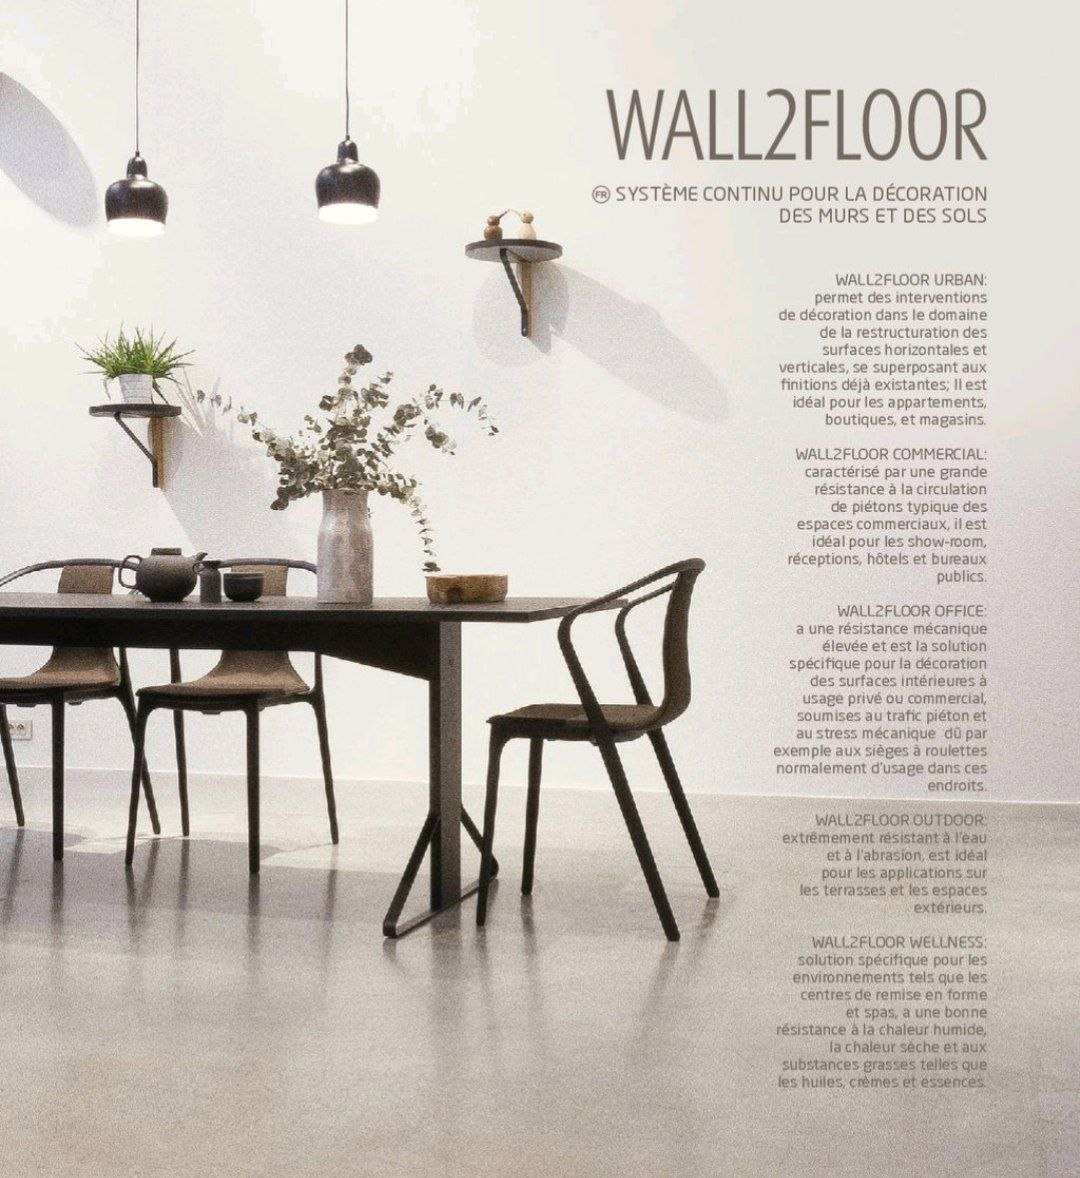 WALL2FLOOR
FR SYSTÈME CONTINU POUR LA DÉCORATION
DES MURS ET DES SOLS
WALL2FLOOR URBAN:
permet des interventions
de décoration dans le domaine
de la restructuration des
surfaces horizontales et
verticales, se superposant aux
finitions déjà existantes; Il est
idéal pour les appartements,
boutiques, et magasins.
WALL2FLOOR COMMERCIAL:
caractérisé par une grande
résistance à la circulation
de piétons typique des
espaces commerciaux, il est
idéal pour les show-room,
réceptions, hôtels et bureaux
publics.
WALL2FLOOR OFFICE:
a une résistance mécanique
élevée et est la solution
spécifique pour la décoration
des surfaces intérieures à
usage privé ou commercial,
soumises au trafic piéton et
au stress mécanique dû par
exemple aux sièges à roulettes
normalement d'usage dans ces
endroits.
WALL2FLOOR OUTDOOR:
extrêmement résistant à l'eau
et à l'abrasion, est idéal
pour les applications sur
les terrasses et les espaces
extérieurs.
WALL2FLOOR WELLNESS:
solution spécifique pour les
environnements tels que les
centres de remise en forme
et spas, a une bonne
résistance à la chaleur humide,
la chaleur sèche et aux
substances grasses telles que
les huiles, crèmes et essences.